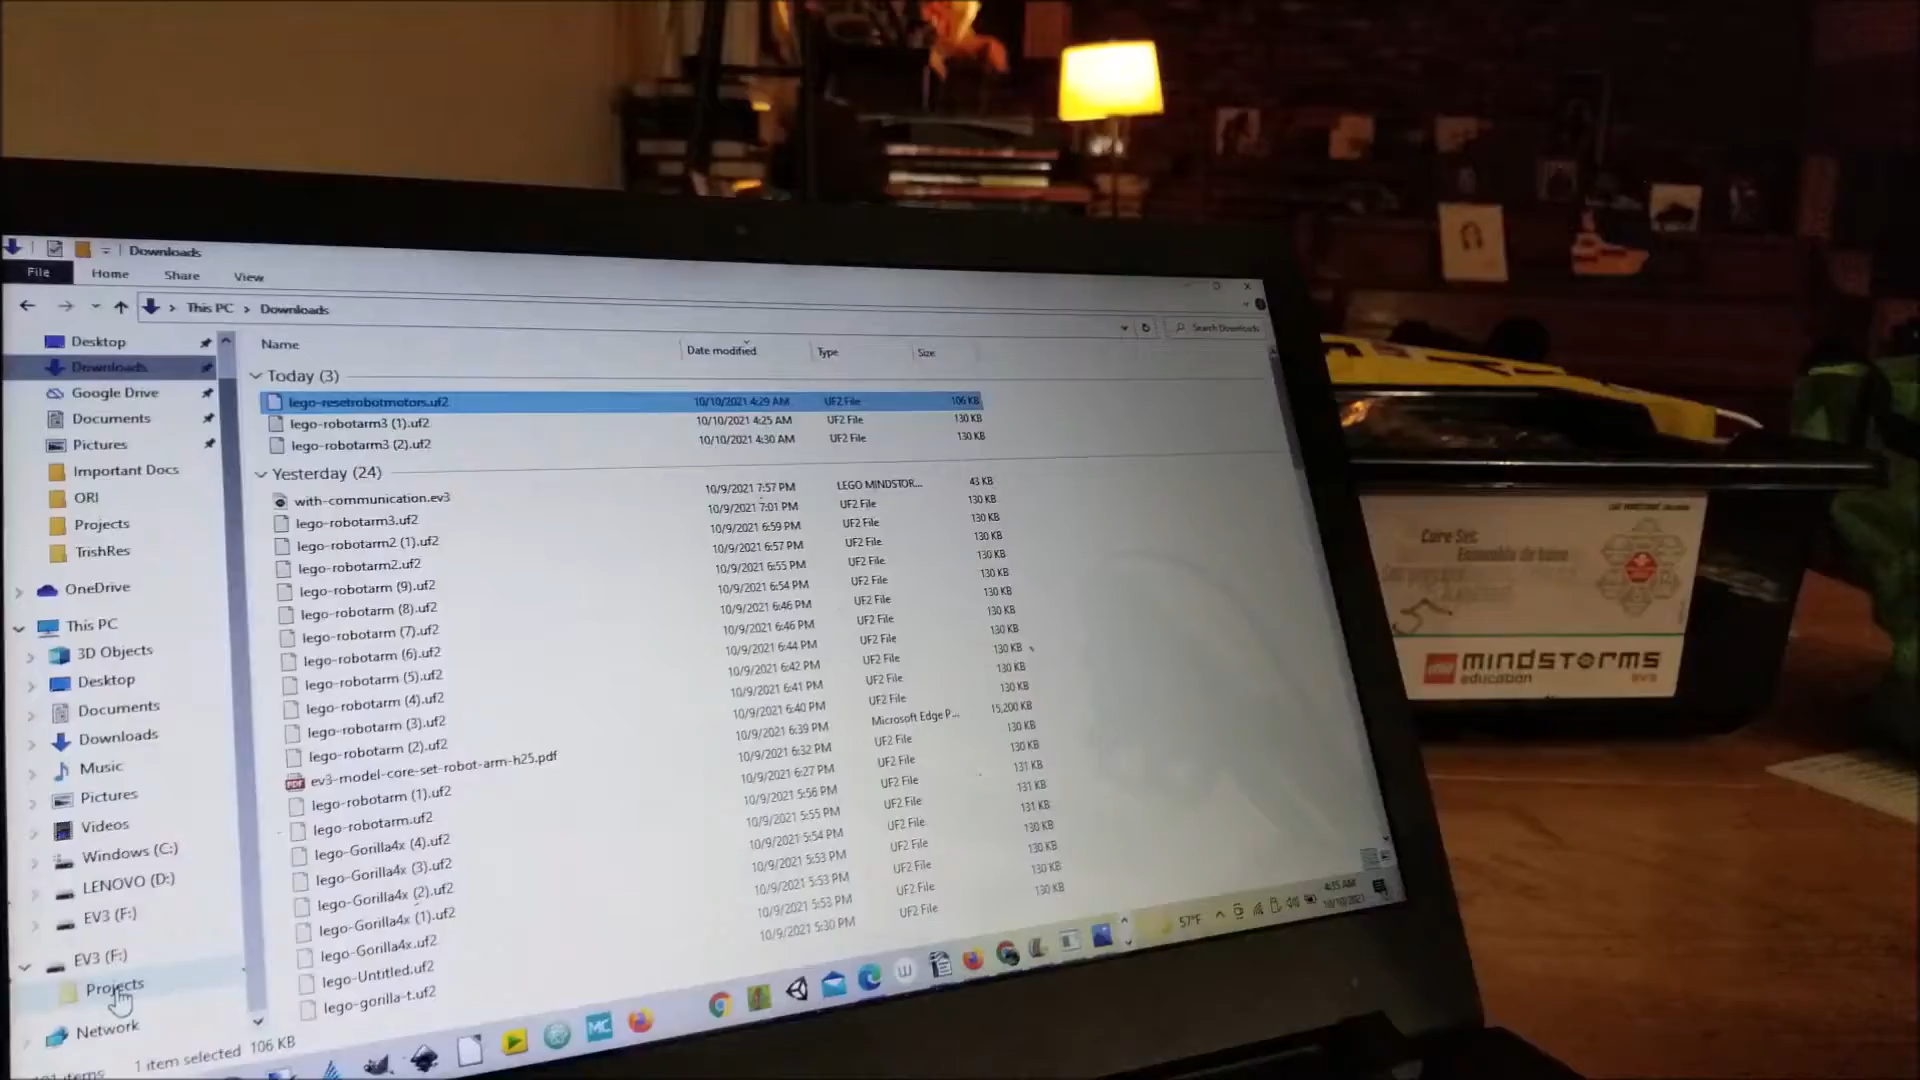 Downloads
File Home Share View
This PC > Downloads
Search Downloads
Name Date modified Type Size
Today (3)
lego-resetrobotmotors.uf2 10/10/2021 4:29 AM UF2 File 106 KB
lego-robotarm3 (1).uf2 10/10/2021 4:25 AM UF2 File 130 KB
lego-robotarm3 (2).uf2 10/10/2021 4:30 AM UF2 File 130 KB
Yesterday (24)
with-communication.ev3 10/9/2021 7:57 PM LEGO MINDSTOR... 43 KB
lego-robotarm3.uf2 10/9/2021 7:01 PM UF2 File 130 KB
lego-robotarm2 (1).uf2 10/9/2021 6:59 PM UF2 File 130 KB
lego-robotarm2.uf2 10/9/2021 6:57 PM UF2 File 130 KB
lego-robotarm (9).uf2 10/9/2021 6:55 PM UF2 File 130 KB
lego-robotarm (8).uf2 10/9/2021 6:54 PM UF2 File 130 KB
lego-robotarm (7).uf2 10/9/2021 6:46 PM UF2 File 130 KB
lego-robotarm (6).uf2 10/9/2021 6:46 PM UF2 File 130 KB
lego-robotarm (5).uf2 10/9/2021 6:44 PM UF2 File 130 KB
lego-robotarm (4).uf2 10/9/2021 6:42 PM UF2 File 130 KB
lego-robotarm (3).uf2 10/9/2021 6:41 PM UF2 File 130 KB
lego-robotarm (2).uf2 10/9/2021 6:40 PM UF2 File 130 KB
ev3-model-core-set-robot-arm-h25.pdf 10/9/2021 6:39 PM Microsoft Edge P... 15,200 KB
lego-robotarm (1).uf2 10/9/2021 6:32 PM UF2 File 130 KB
lego-robotarm.uf2 10/9/2021 6:27 PM UF2 File 130 KB
lego-Gorilla4x (4).uf2 10/9/2021 5:56 PM UF2 File 131 KB
lego-Gorilla4x (3).uf2 10/9/2021 5:55 PM UF2 File 131 KB
lego-Gorilla4x (2).uf2 10/9/2021 5:54 PM UF2 File 131 KB
lego-Gorilla4x (1).uf2 10/9/2021 5:53 PM UF2 File 130 KB
lego-Gorilla4x.uf2 10/9/2021 5:53 PM UF2 File 130 KB
lego-Untitled.uf2 10/9/2021 5:53 PM UF2 File 130 KB
lego-gorilla-t.uf2 10/9/2021 5:30 PM UF2 File 130 KB
Desktop
Downloads
Google Drive
Documents
Pictures
Important Docs
ORI
Projects
TrishRes
OneDrive
This PC
3D Objects
Desktop
Documents
Downloads
Music
Pictures
Videos
Windows (C:)
LENOVO (D:)
EV3 (F:)
EV3 (F:)
Projects
Network
items 1 item selected 106 KB
MC
57°F
4:35 AM
10/10/2021
Core Set
Ensemble de base
mindstorms
education EV3